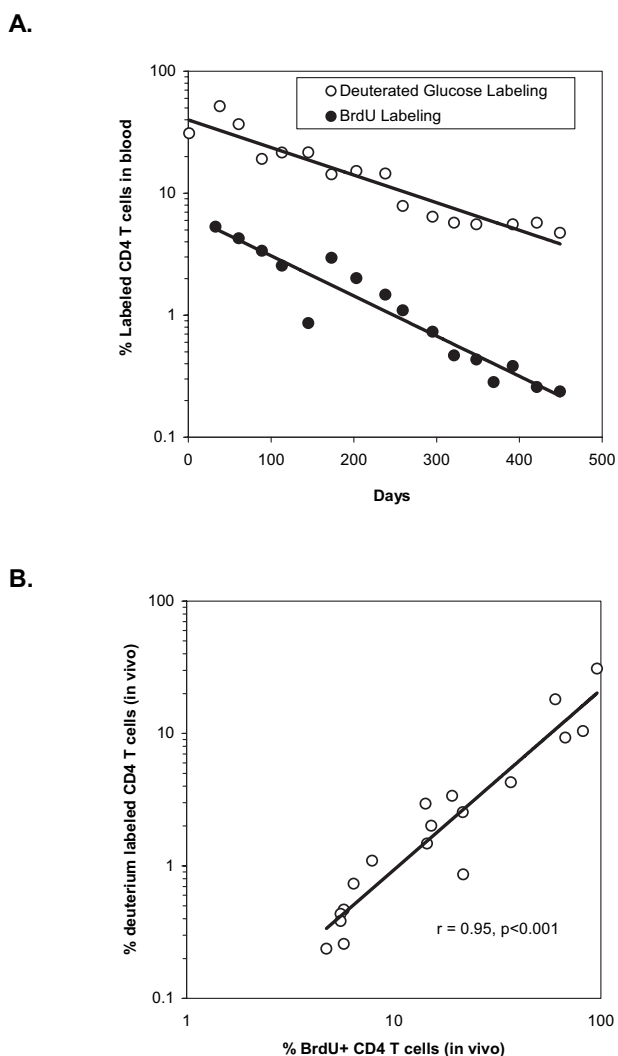 A.
100
10
1
0.1
% Labeled CD4 T cells in blood
Deuterated Glucose Labeling
BrdU Labeling
0 100 200 300 400 500
Days
B.
100
10
1
0.1
% deuterium labeled CD4 T cells (in vivo)
r = 0.95, p<0.001
1 10 100
% BrdU+ CD4 T cells (in vivo)